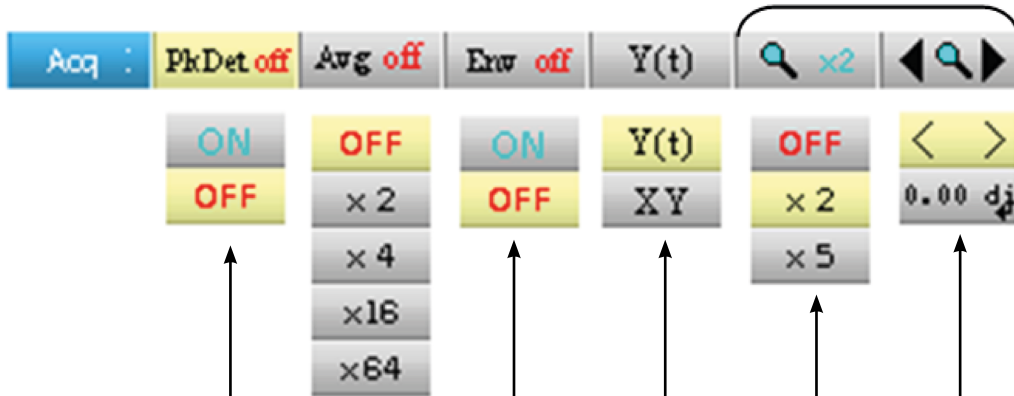 Acq : PkDet off Avg off Env off Y(t) x2
ON OFF ON Y(t) OFF < >
OFF × 2 OFF XY × 2 0.00
× 4 × 5
×16
×64